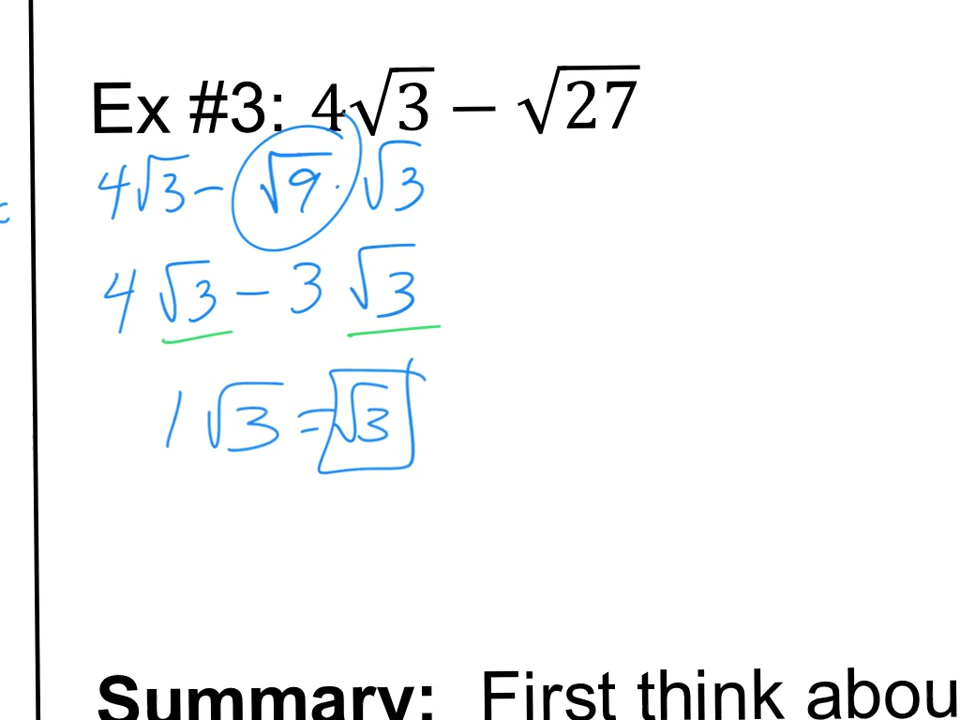 Ex #3: 4√3 − √27
4√3 − √9 · √3
4√3 − 3√3
1√3 = √3
Summary: First think abou